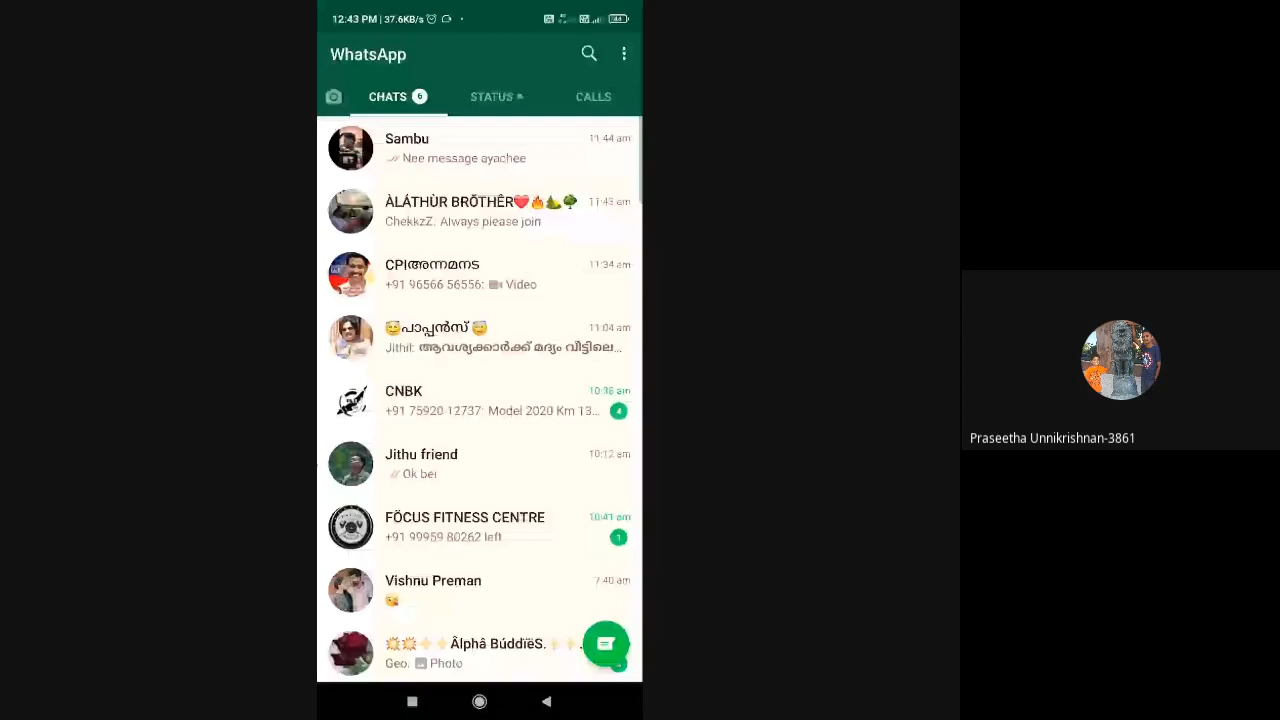 12:43 PM | 37.6KB/s
WhatsApp
CHATS 6 STATUS CALLS
Sambu 11:44 am
Nee message ayachee
ÀLÁTHÙR BRŌTHÊR❤️🔥⛺🌳 11:43 am
ChekkzZ. Always please join
CPIഅന്നമനട 11:34 am
+91 96566 56556: Video
😇പാപ്പൻസ് 😇 11:04 am
Jithil: ആവശ്യക്കാർക്ക് മദ്യം വീട്ടിലെ...
CNBK 10:36 am
+91 75920 12737: Model 2020 Km 13... 4
Jithu friend 10:12 am
Ok bei
FÖCUS FITNESS CENTRE 10:41 am
+91 99959 80262 left 1
Vishnu Preman 7:40 am
😘
💥💥✨✨Âlphâ BúddïëS.✨✨.
Geo. Photo
Praseetha Unnikrishnan-3861